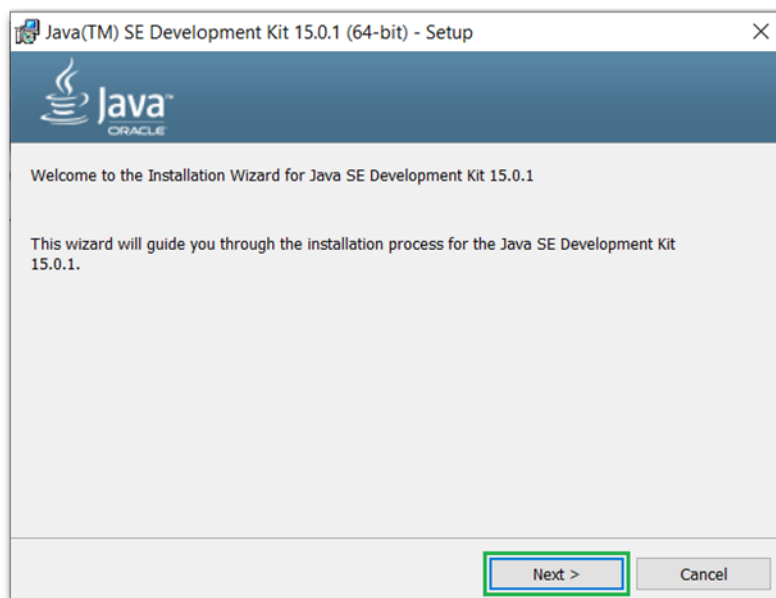 Java(TM) SE Development Kit 15.0.1 (64-bit) - Setup
Java™
ORACLE
Welcome to the Installation Wizard for Java SE Development Kit 15.0.1
This wizard will guide you through the installation process for the Java SE Development Kit
15.0.1.
Next >
Cancel